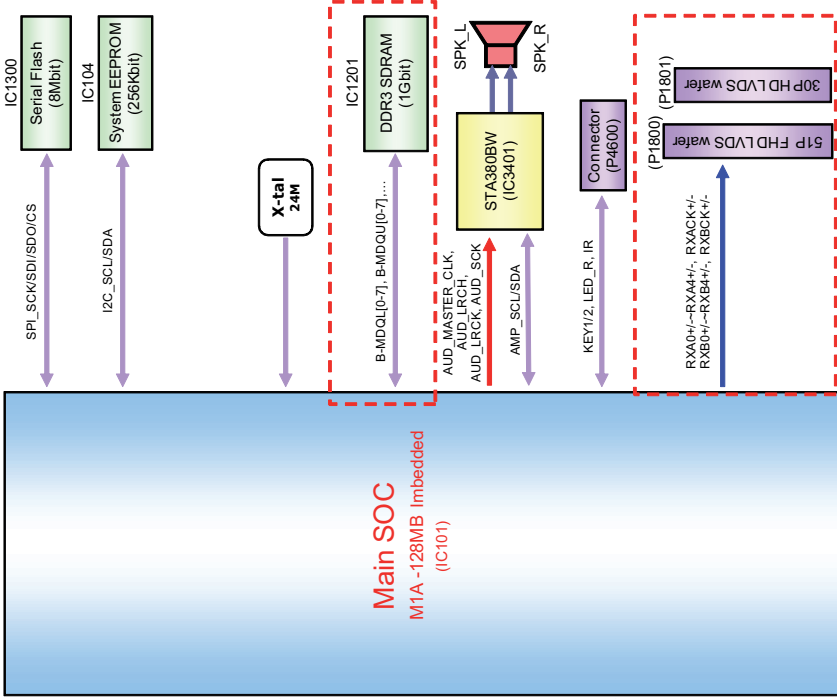 IC1300
Serial Flash
(8Mbit)
SPI_SCK/SDI/SDO/CS
IC104
System EEPROM
(256Kbit)
I2C_SCL/SDA
X-tal
24M
IC1201
DDR3 SDRAM
(1Gbit)
B-MDQL[0-7], B-MDQU[0-7],...
SPK_L
SPK_R
STA380BW
(IC3401)
AUD_MASTER_CLK,
AUD_LRCH,
AUD_LRCK, AUD_SCK
AMP_SCL/SDA
Connector
(P4600)
KEY1/2, LED_R, IR
(P1800)
51P FHD LVDS
wafer
(P1801)
30P HD LVDS wafer
RXA0+/-~RXA4+/-, RXACK+/-
RXB0+/-~RXB4+/-, RXBCK+/-
Main SOC
M1A -128MB Imbedded
(IC101)